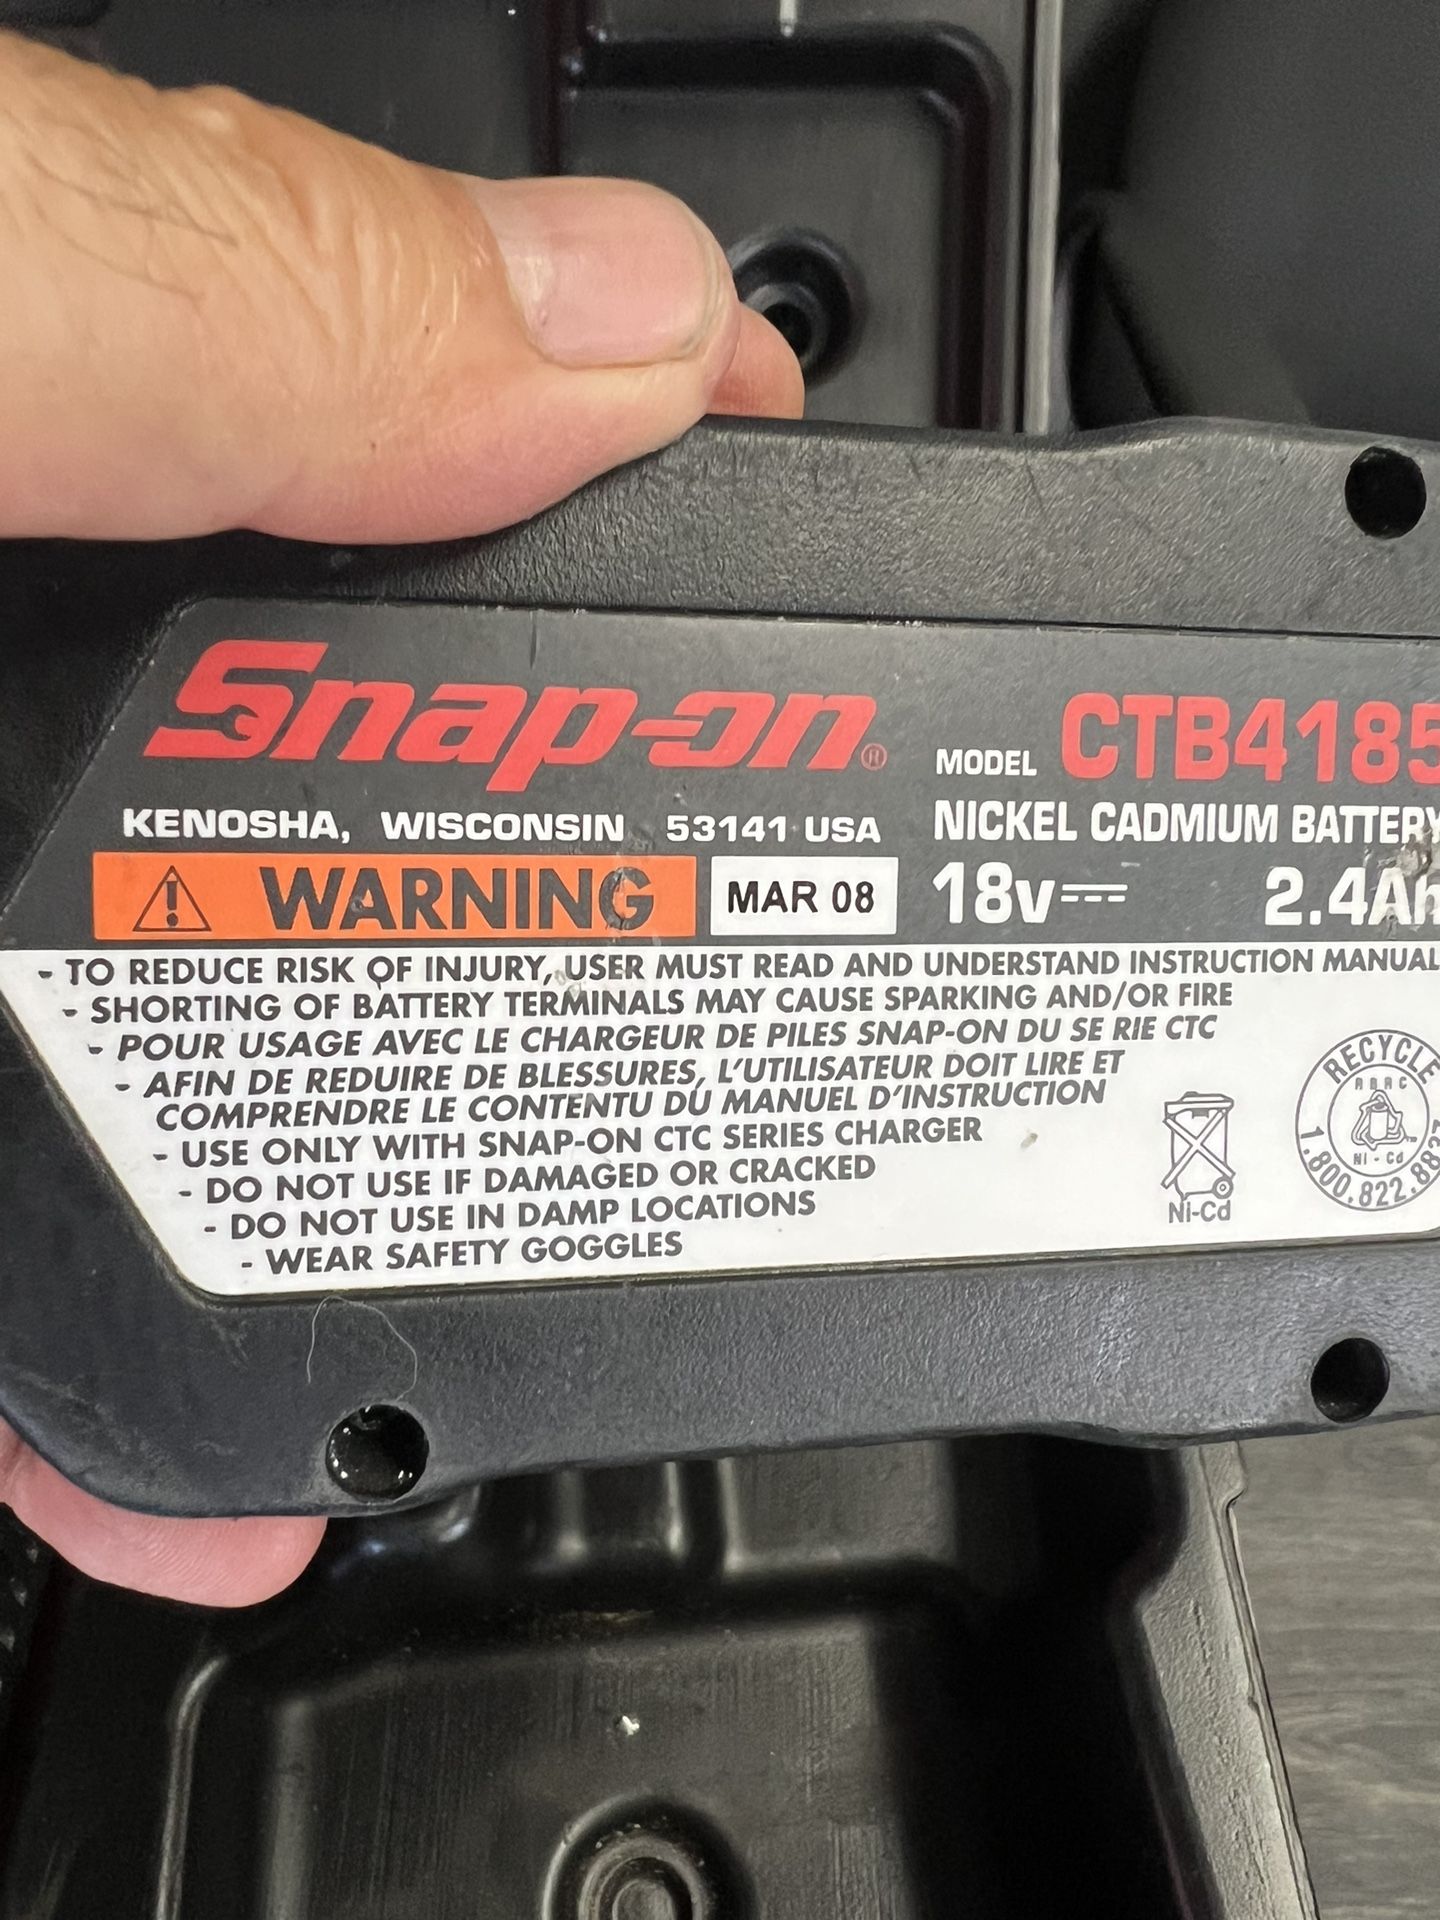 Snap-on®
MODEL CTB4185
KENOSHA, WISCONSIN 53141 USA
NICKEL CADMIUM BATTERY
WARNING
MAR 08
18v
2.4Ah
- TO REDUCE RISK OF INJURY, USER MUST READ AND UNDERSTAND INSTRUCTION MANUAL
- SHORTING OF BATTERY TERMINALS MAY CAUSE SPARKING AND/OR FIRE
- POUR USAGE AVEC LE CHARGEUR DE PILES SNAP-ON DU SE RIE CTC
- AFIN DE REDUIRE DE BLESSURES, L'UTILISATEUR DOIT LIRE ET
COMPRENDRE LE CONTENTU DU MANUEL D'INSTRUCTION
- USE ONLY WITH SNAP-ON CTC SERIES CHARGER
- DO NOT USE IF DAMAGED OR CRACKED
- DO NOT USE IN DAMP LOCATIONS
- WEAR SAFETY GOGGLES
Ni-Cd
RECYCLE
RBRC
Ni-Cd
1.800.822.8837